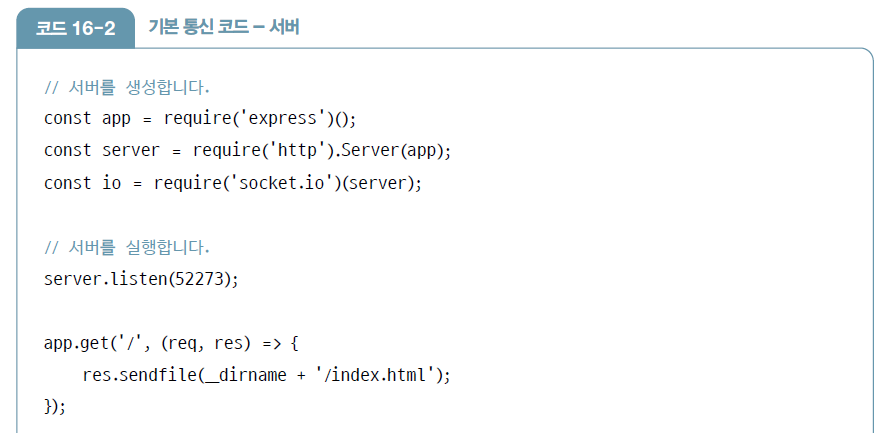 코드 16-2 기본 통신 코드 - 서버
// 서버를 생성합니다.
const app = require('express')();
const server = require('http').Server(app);
const io = require('socket.io')(server);
// 서버를 실행합니다.
server.listen(52273);
app.get('/', (req, res) => {
    res.sendfile(__dirname + '/index.html');
});